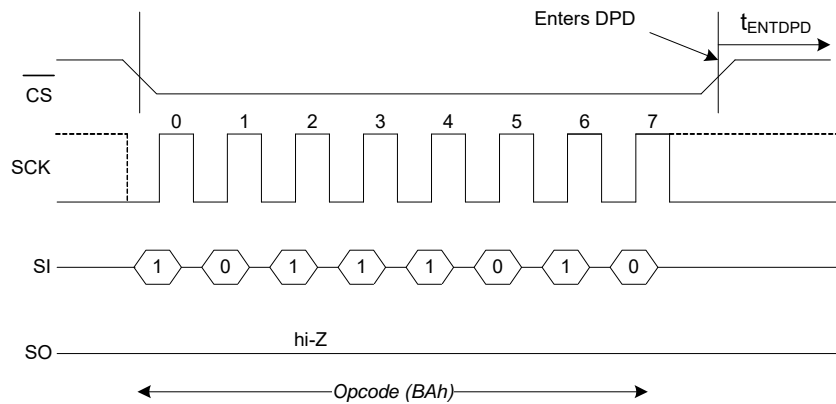 Enters DPD
tENTDPD
CS
0 1 2 3 4 5 6 7
SCK
SI 1 0 1 1 1 0 1 0
hi-Z
SO
Opcode (BAh)